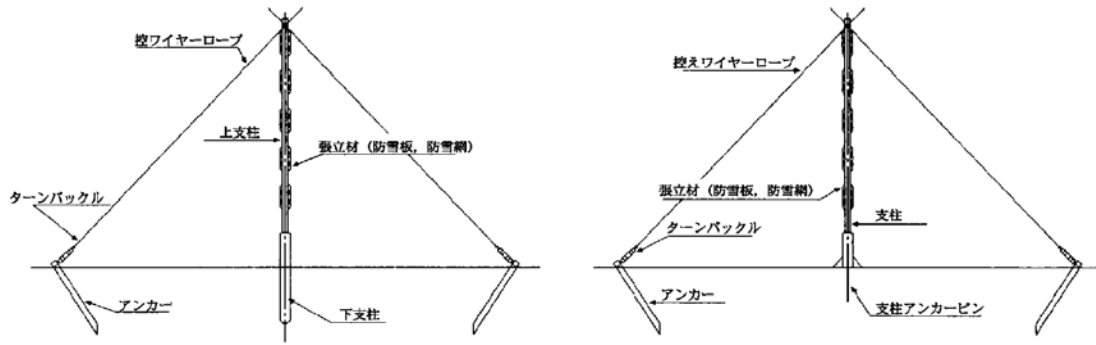 控ワイヤーロープ
上支柱
張立材 (防雪板, 防雪網)
ターンバックル
アンカー
下支柱
控えワイヤーロープ
張立材 (防雪板, 防雪網)
支柱
ターンバックル
アンカー
支柱アンカーピン